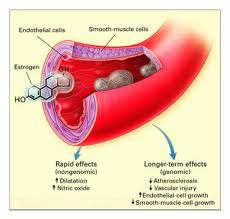 Endothelial cells
Smooth-muscle cells
Estrogen
OH
HO
Rapid effects
(nongenomic)
↑ Dilatation
↑ Nitric oxide
Longer-term effects
(genomic)
↓ Atherosclerosis
↓ Vascular injury
↑ Endothelial-cell growth
↓ Smooth-muscle-cell growth